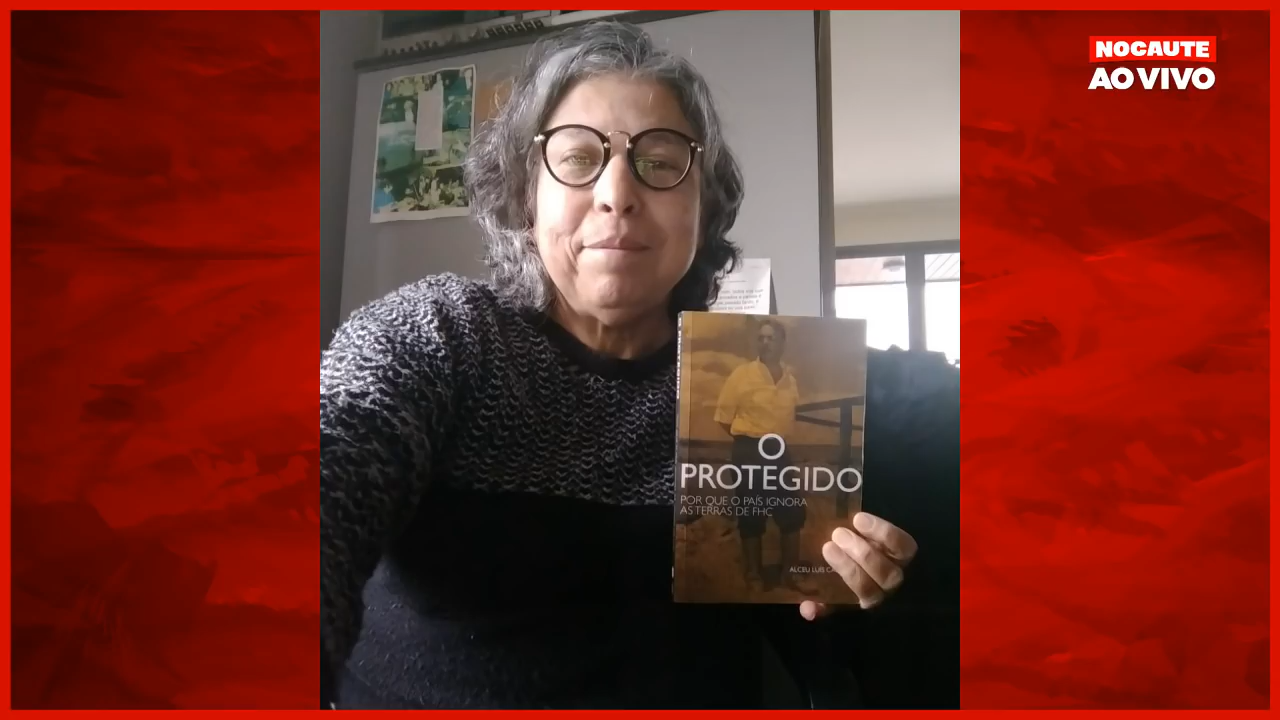 NOCAUTE
AO VIVO
O
PROTEGIDO
POR QUE O PAÍS IGNORA
AS TERRAS DE FHC
ALCEU LUÍS